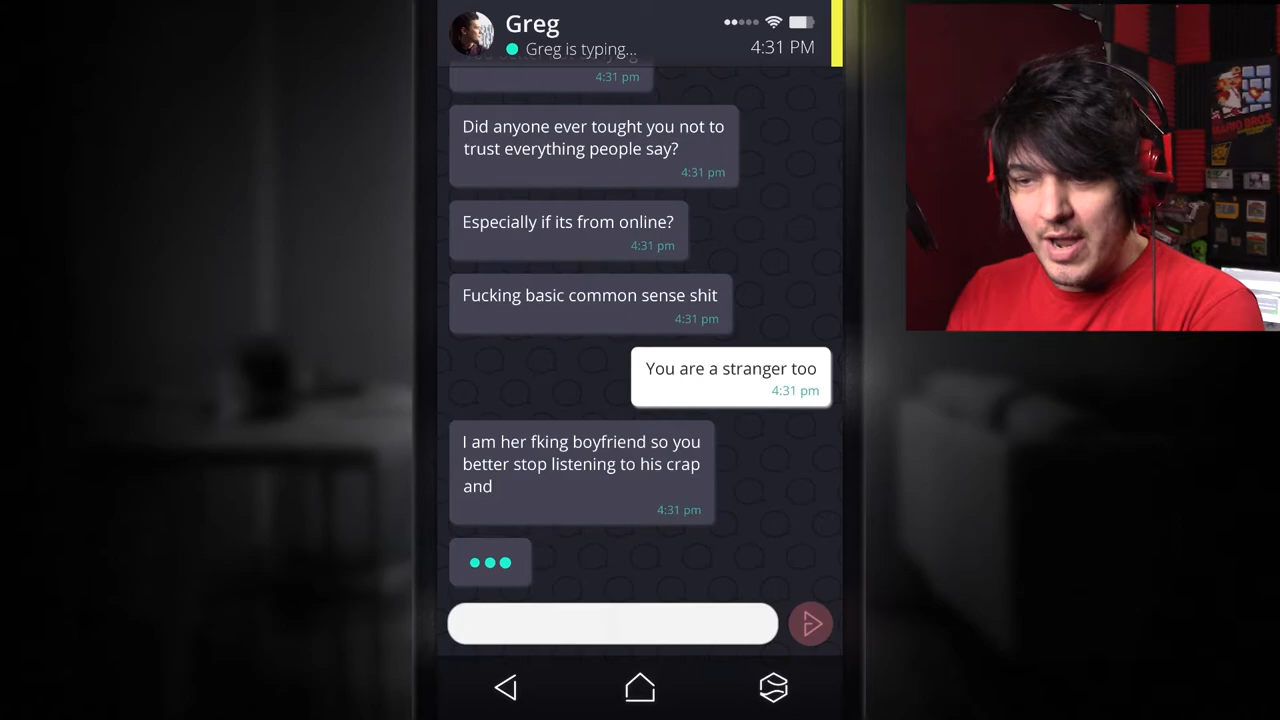 Greg
Greg is typing...
4:31 PM
4:31 pm
Did anyone ever tought you not to
trust everything people say?
4:31 pm
Especially if its from online?
4:31 pm
Fucking basic common sense shit
4:31 pm
You are a stranger too
4:31 pm
I am her fking boyfriend so you
better stop listening to his crap
and
4:31 pm
MARIO BROS.